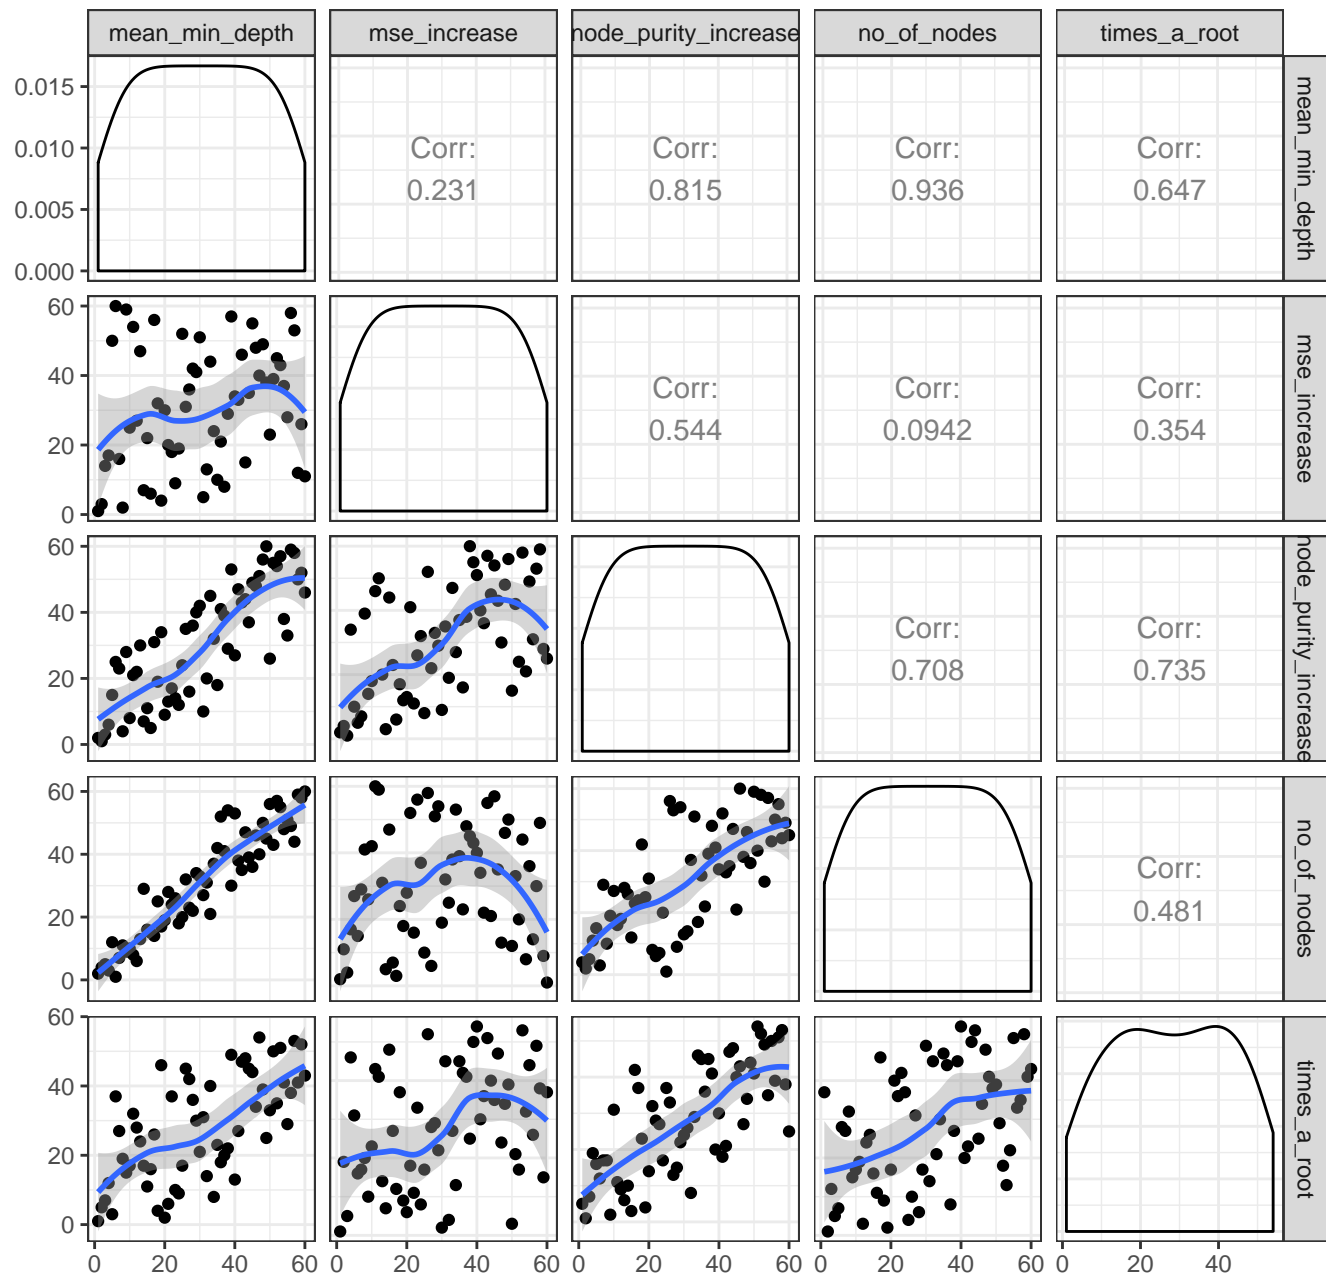 mean_min_depth mse_increase node_purity_increase no_of_nodes times_a_root
0.015
0.010
0.005
0.000
Corr:
0.231
Corr:
0.815
Corr:
0.936
Corr:
0.647
mean_min_depth
60
40
20
0
Corr:
0.544
Corr:
0.0942
Corr:
0.354
mse_increase
60
40
20
0
Corr:
0.708
Corr:
0.735
node_purity_increase
60
40
20
0
Corr:
0.481
no_of_nodes
60
40
20
0
times_a_root
0 20 40 60 0 20 40 60 0 20 40 60 0 20 40 60 0 20 40